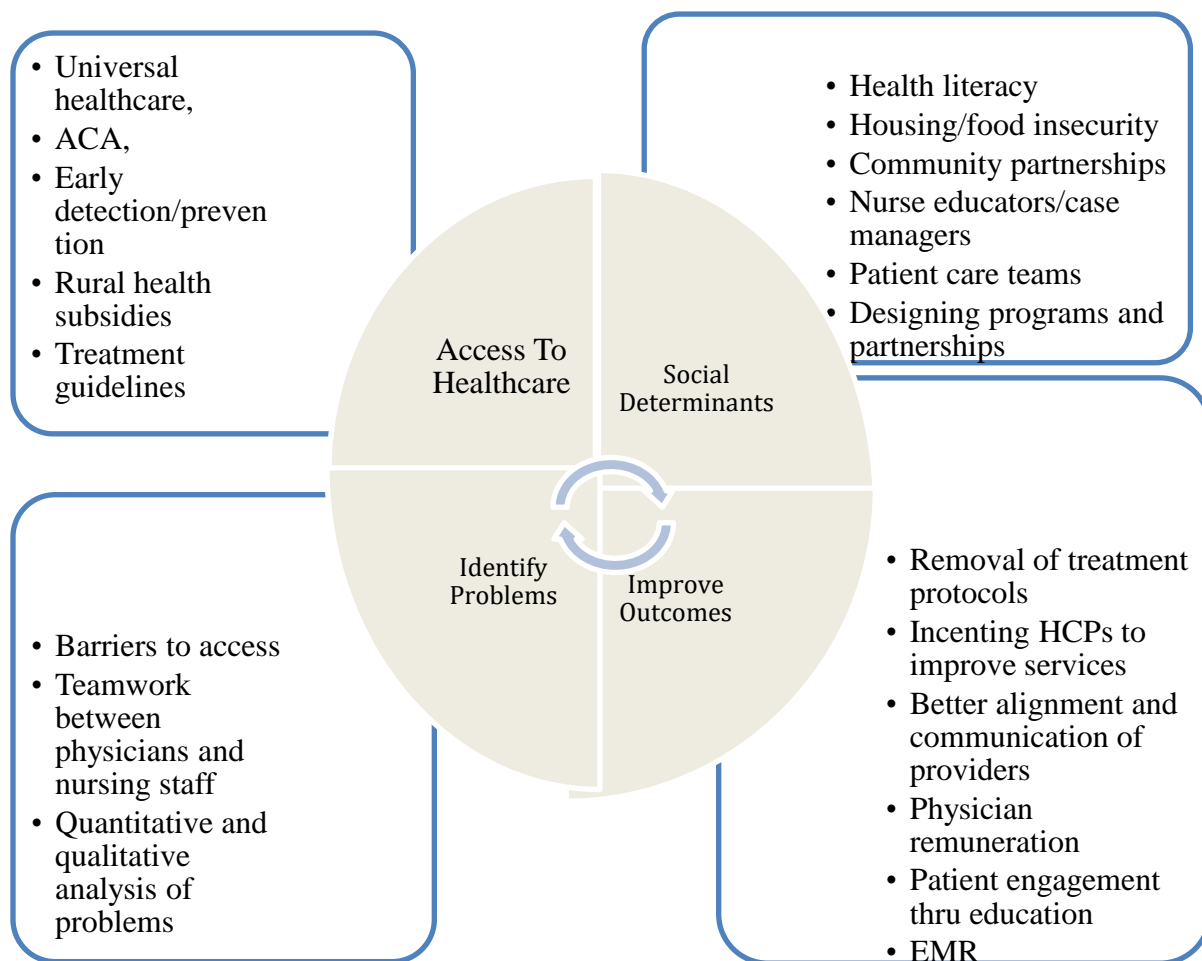 • Universal
healthcare,
• ACA,
• Early
detection/preven
tion
• Rural health
subsidies
• Treatment
guidelines
• Health literacy
• Housing/food insecurity
• Community partnerships
• Nurse educators/case
managers
• Patient care teams
• Designing programs and
partnerships
Access To
Healthcare
Social
Determinants
Identify
Problems
Improve
Outcomes
• Barriers to access
• Teamwork
between
physicians and
nursing staff
• Quantitative and
qualitative
analysis of
problems
• Removal of treatment
protocols
• Incenting HCPs to
improve services
• Better alignment and
communication of
providers
• Physician
remuneration
• Patient engagement
thru education
• EMR